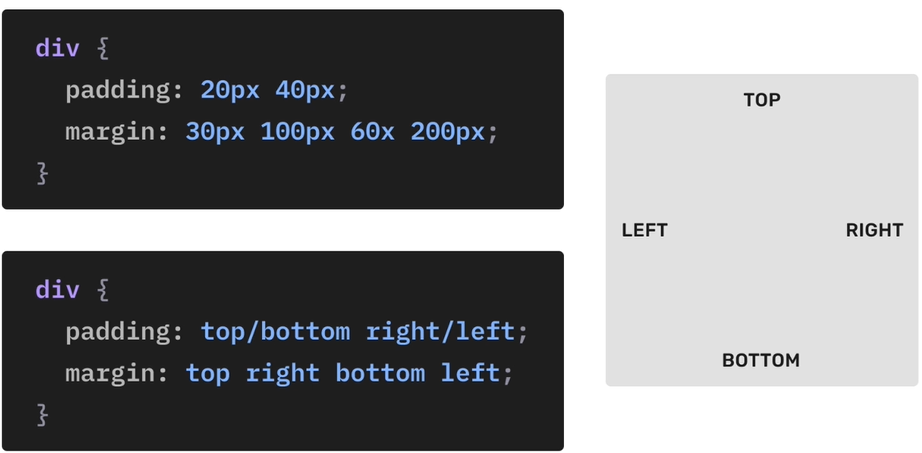 div {
padding: 20px 40px;
margin: 30px 100px 60x 200px;
}
div {
padding: top/bottom right/left;
margin: top right bottom left;
}
TOP
LEFT RIGHT
BOTTOM